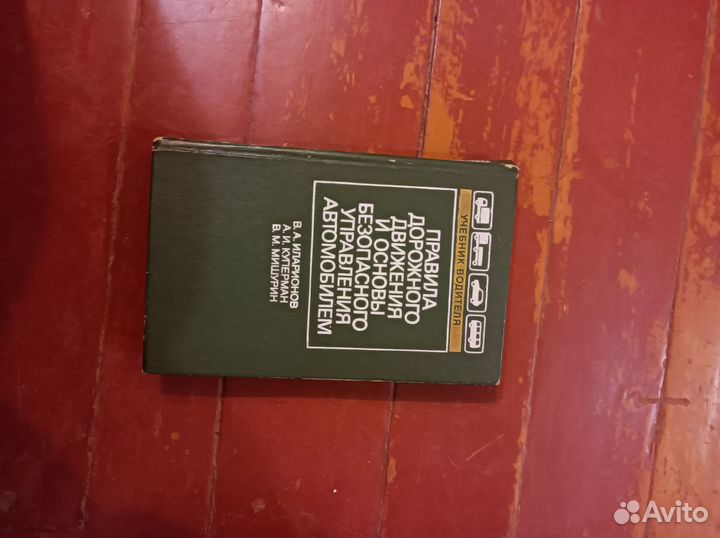 УЧЕБНИК ВОДИТЕЛЯ
ПРАВИЛА
ДОРОЖНОГО
ДВИЖЕНИЯ
И ОСНОВЫ
БЕЗОПАСНОГО
УПРАВЛЕНИЯ
АВТОМОБИЛЕМ
В. А. ИЛАРИОНОВ
А. И. КУПЕРМАН
В. М. МИШУРИН
Avito